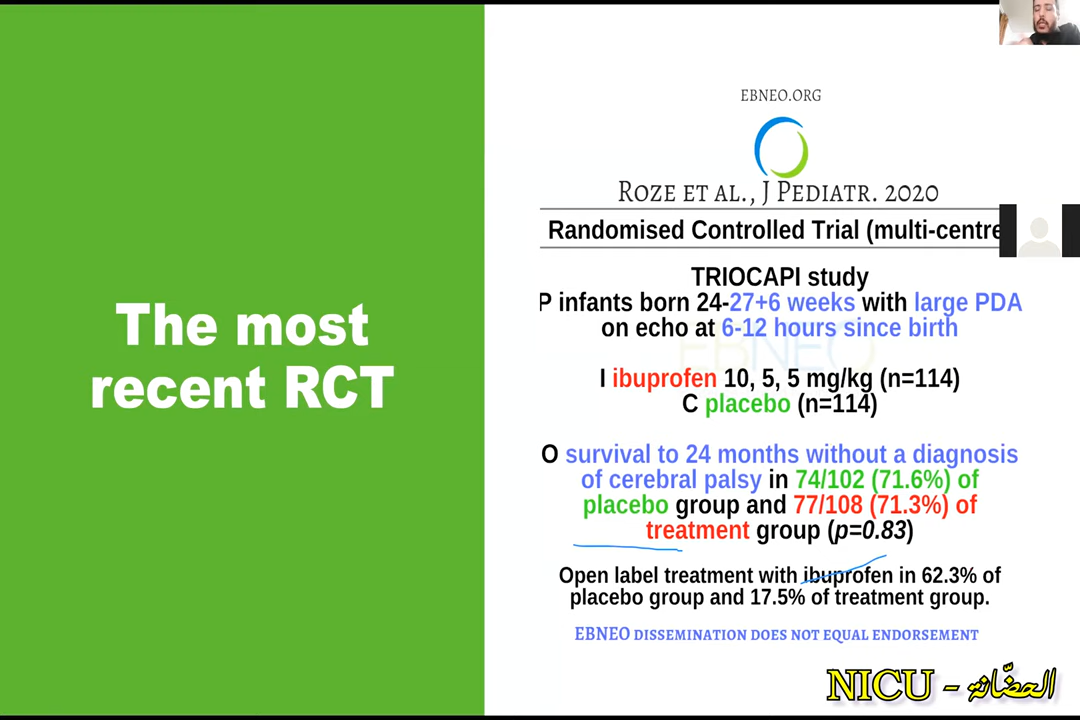 The most
recent RCT
EBNEO.ORG
ROZE ET AL., J PEDIATR. 2020
Randomised Controlled Trial (multi-centre
TRIOCAPI study
P infants born 24-27+6 weeks with large PDA
on echo at 6-12 hours since birth
EBNEO
I ibuprofen 10, 5, 5 mg/kg (n=114)
C placebo (n=114)
O survival to 24 months without a diagnosis
of cerebral palsy in 74/102 (71.6%) of
placebo group and 77/108 (71.3%) of
treatment group (p=0.83)
Open label treatment with ibuprofen in 62.3% of
placebo group and 17.5% of treatment group.
EBNEO DISSEMINATION DOES NOT EQUAL ENDORSEMENT
NICU - الحضّانة